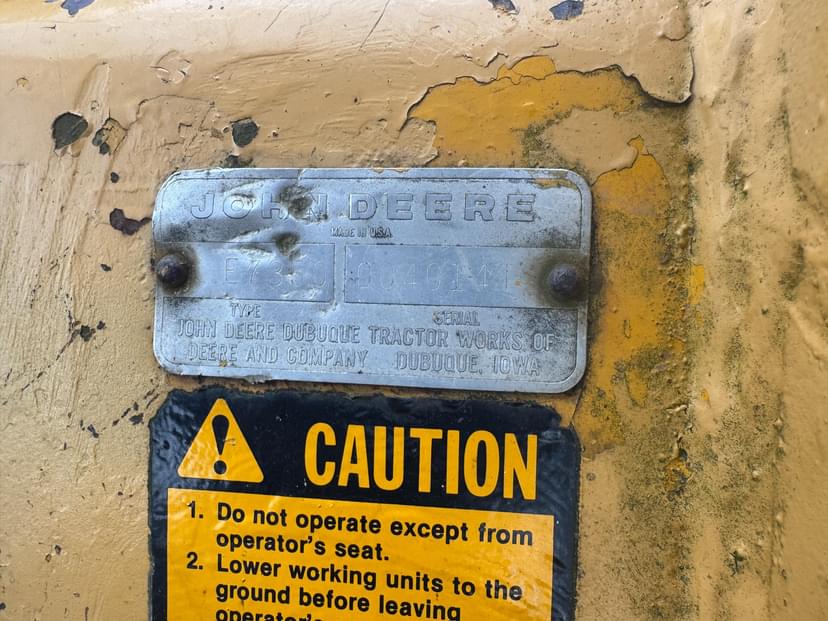 JOHN DEERE
MADE IN U.S.A.
TYPE SERIAL
JOHN DEERE DUBUQUE TRACTOR WORKS OF
DEERE AND COMPANY DUBUQUE, IOWA
CAUTION
1. Do not operate except from
operator's seat.
2. Lower working units to the
ground before leaving
operator's